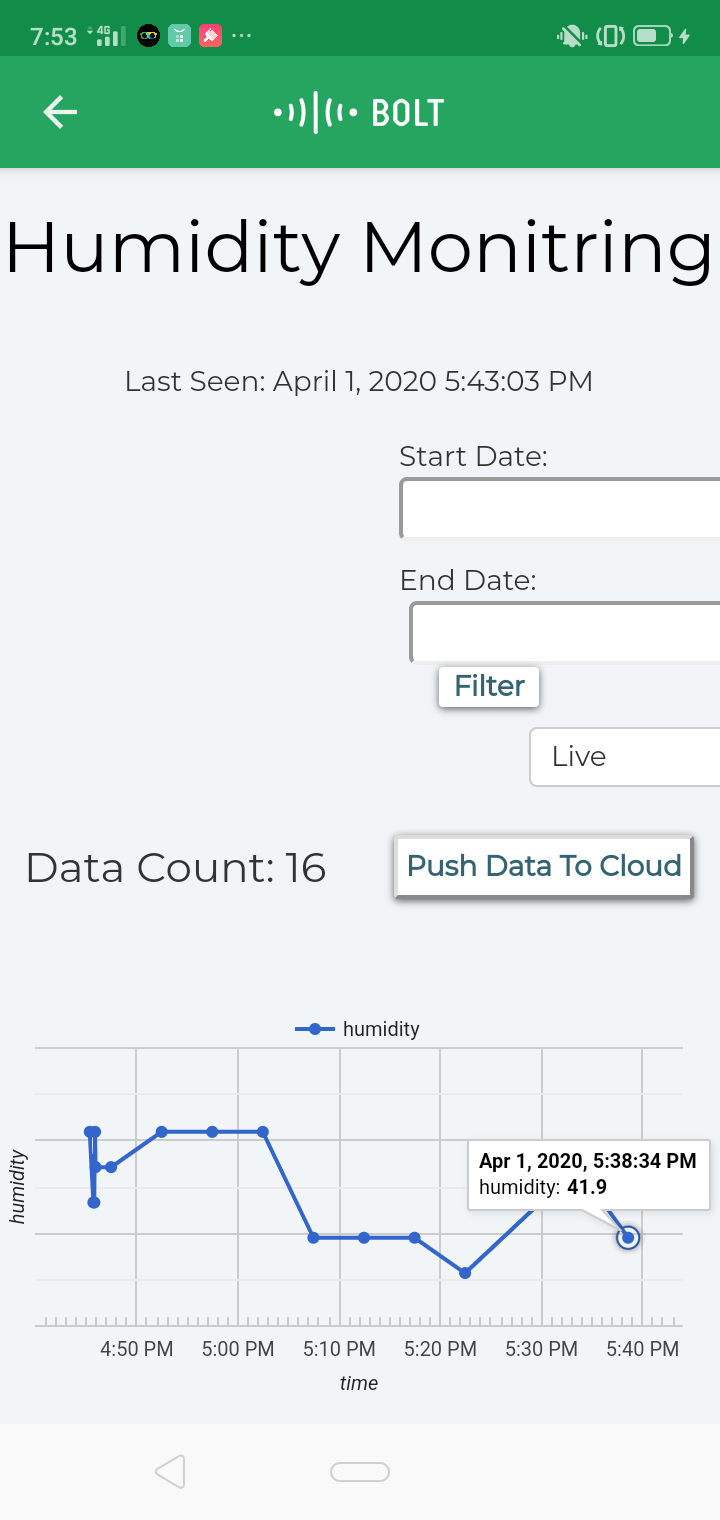 7:53 4G ...
BOLT
Humidity Monitring
Last Seen: April 1, 2020 5:43:03 PM
Start Date:
End Date:
Filter
Live
Data Count: 16
Push Data To Cloud
humidity
humidity
Apr 1, 2020, 5:38:34 PM
humidity: 41.9
4:50 PM 5:00 PM 5:10 PM 5:20 PM 5:30 PM 5:40 PM
time